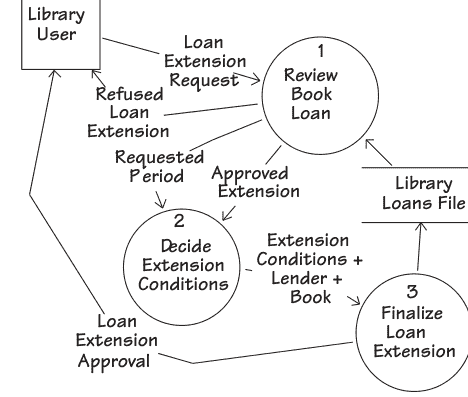 Library
User
Loan
Extension
Request
1
Review
Book
Loan
Refused
Loan
Extension
Requested
Period
Approved
Extension
Library
Loans File
2
Decide
Extension
Conditions
Extension
Conditions +
Lender +
Book
3
Finalize
Loan
Extension
Loan
Extension
Approval